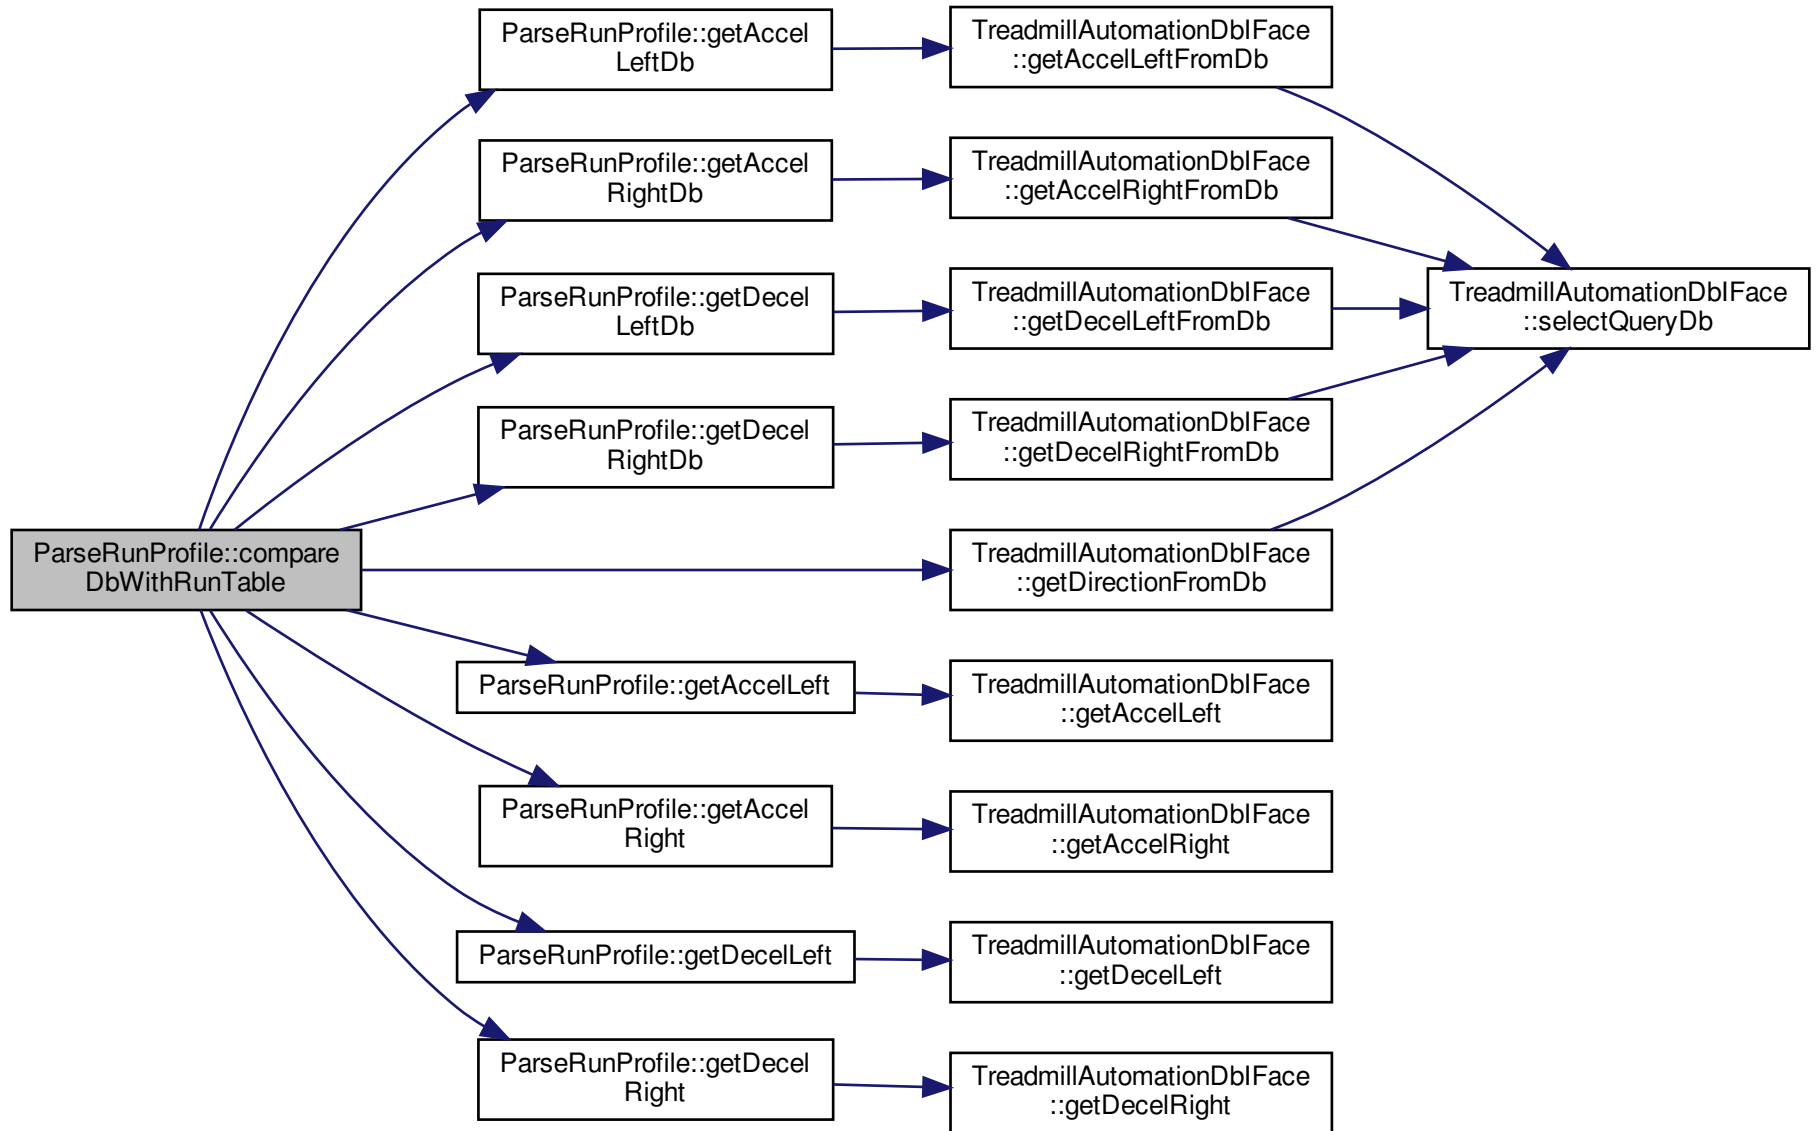 ParseRunProfile::compare
DbWithRunTable
ParseRunProfile::getAccel
LeftDb
TreadmillAutomationDbIFace
::getAccelLeftFromDb
ParseRunProfile::getAccel
RightDb
TreadmillAutomationDbIFace
::getAccelRightFromDb
ParseRunProfile::getDecel
LeftDb
TreadmillAutomationDbIFace
::getDecelLeftFromDb
TreadmillAutomationDbIFace
::selectQueryDb
ParseRunProfile::getDecel
RightDb
TreadmillAutomationDbIFace
::getDecelRightFromDb
TreadmillAutomationDbIFace
::getDirectionFromDb
ParseRunProfile::getAccelLeft
TreadmillAutomationDbIFace
::getAccelLeft
ParseRunProfile::getAccel
Right
TreadmillAutomationDbIFace
::getAccelRight
ParseRunProfile::getDecelLeft
TreadmillAutomationDbIFace
::getDecelLeft
ParseRunProfile::getDecel
Right
TreadmillAutomationDbIFace
::getDecelRight